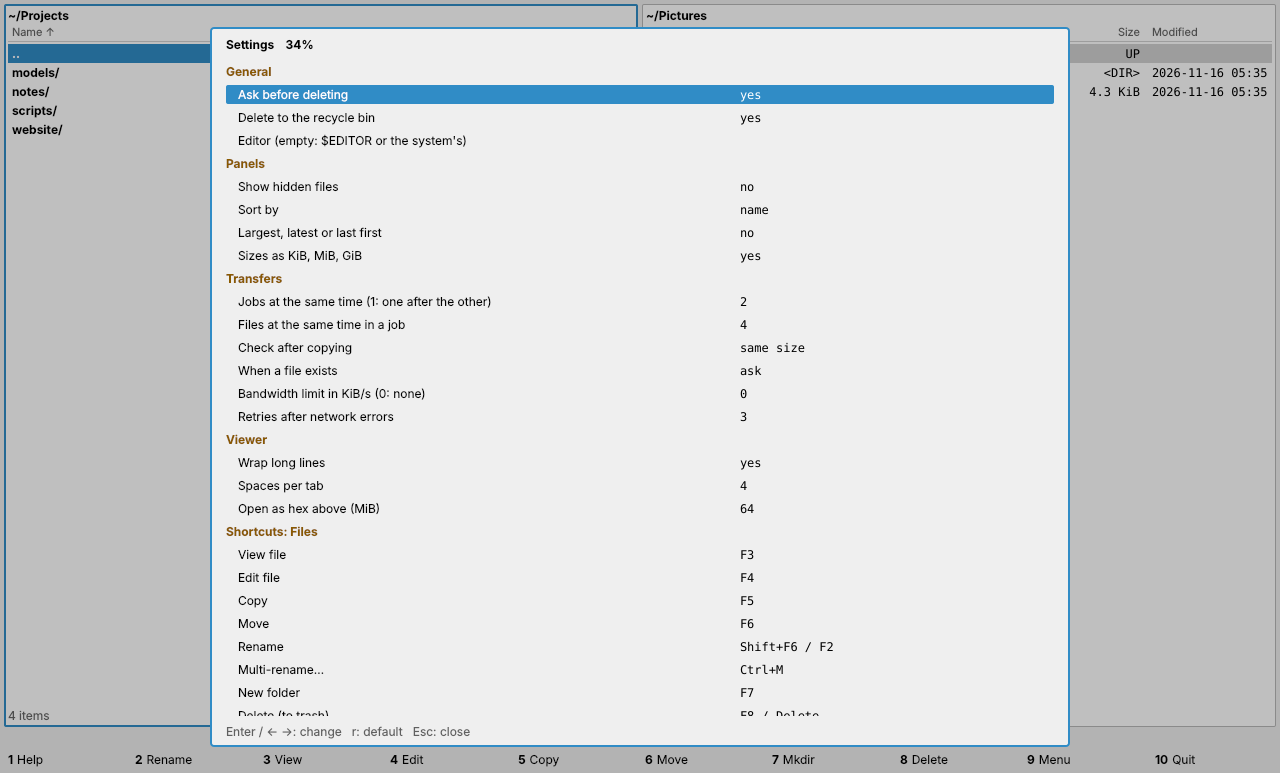 ~/Projects
~/Pictures
Name ↑
Size Modified
Settings 34%
..
UP
models/
<DIR> 2026-11-16 05:35
notes/
4.3 KiB 2026-11-16 05:35
scripts/
website/
General
Ask before deleting yes
Delete to the recycle bin yes
Editor (empty: $EDITOR or the system's)
Panels
Show hidden files no
Sort by name
Largest, latest or last first no
Sizes as KiB, MiB, GiB yes
Transfers
Jobs at the same time (1: one after the other) 2
Files at the same time in a job 4
Check after copying same size
When a file exists ask
Bandwidth limit in KiB/s (0: none) 0
Retries after network errors 3
Viewer
Wrap long lines yes
Spaces per tab 4
Open as hex above (MiB) 64
Shortcuts: Files
View file F3
Edit file F4
Copy F5
Move F6
Rename Shift+F6 / F2
Multi-rename... Ctrl+M
New folder F7
Delete (to trash) F8 / Delete
Enter / ← →: change r: default Esc: close
4 items
1 Help 2 Rename 3 View 4 Edit 5 Copy 6 Move 7 Mkdir 8 Delete 9 Menu 10 Quit